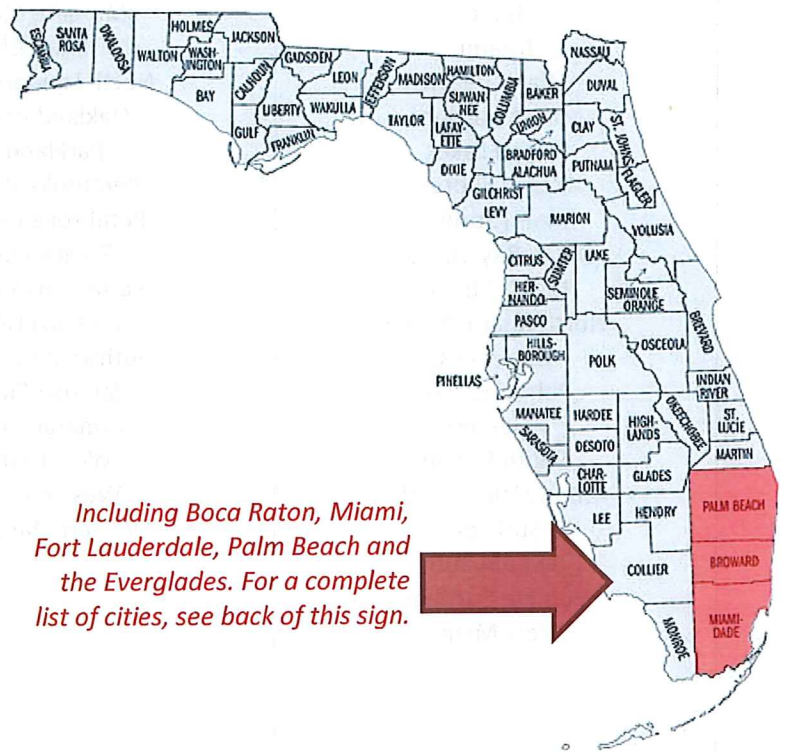 ESCAMBIA
SANTA
ROSA
OKALOOSA
WALTON
HOLMES
WASH-
INGTON
JACKSON
BAY
CALHOUN
GULF
GADSDEN
LIBERTY
FRANKLIN
LEON
WAKULLA
JEFFERSON
MADISON
TAYLOR
HAMILTON
SUWAN-
NEE
LAFAY-
ETTE
DIXIE
COLUMBIA
BAKER
UNION
BRADFORD
ALACHUA
GILCHRIST
LEVY
NASSAU
DUVAL
CLAY
ST. JOHNS
PUTNAM
FLAGLER
MARION
VOLUSIA
CITRUS
SUMTER
LAKE
HER-
NANDO
SEMINOLE
ORANGE
PASCO
BREVARD
HILLS-
BOROUGH
POLK
OSCEOLA
PINELLAS
INDIAN
RIVER
MANATEE
HARDEE
HIGH-
LANDS
OKEECHOBEE
ST.
LUCIE
SARASOTA
DESOTO
MARTIN
CHAR-
LOTTE
GLADES
LEE
HENDRY
PALM BEACH
COLLIER
BROWARD
MONROE
MIAMI-
DADE
Including Boca Raton, Miami,
Fort Lauderdale, Palm Beach and
the Everglades. For a complete
list of cities, see back of this sign.